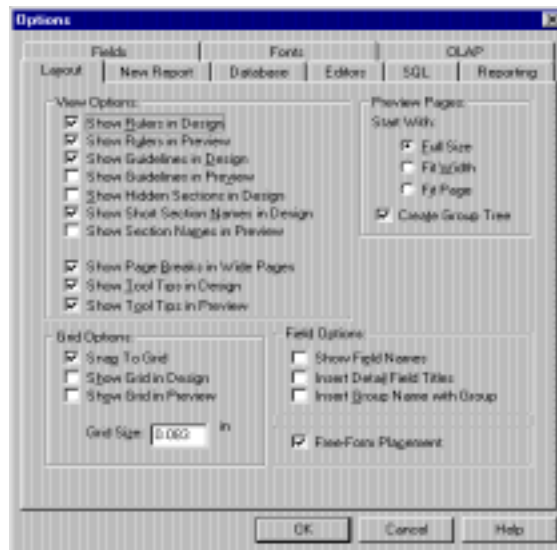 Options
Fields Fonts OLAP
Layout New Report Database Editors SQL Reporting
View Options:
Show Rulers in Design
Show Rulers in Preview
Show Guidelines in Design
Show Guidelines in Preview
Show Hidden Sections in Design
Show Short Section Names in Design
Show Section Names in Preview
Show Page Breaks in Wide Pages
Show Tool Tips in Design
Show Tool Tips in Preview
Preview Pages:
Start With:
Full Size
Fit Width
Fit Page
Create Group Tree
Grid Options:
Snap To Grid
Show Grid in Design
Show Grid in Preview
Grid Size: 0.083 in
Field Options:
Show Field Names
Insert Detail Field Titles
Insert Group Name with Group
Free-Form Placement
OK Cancel Help